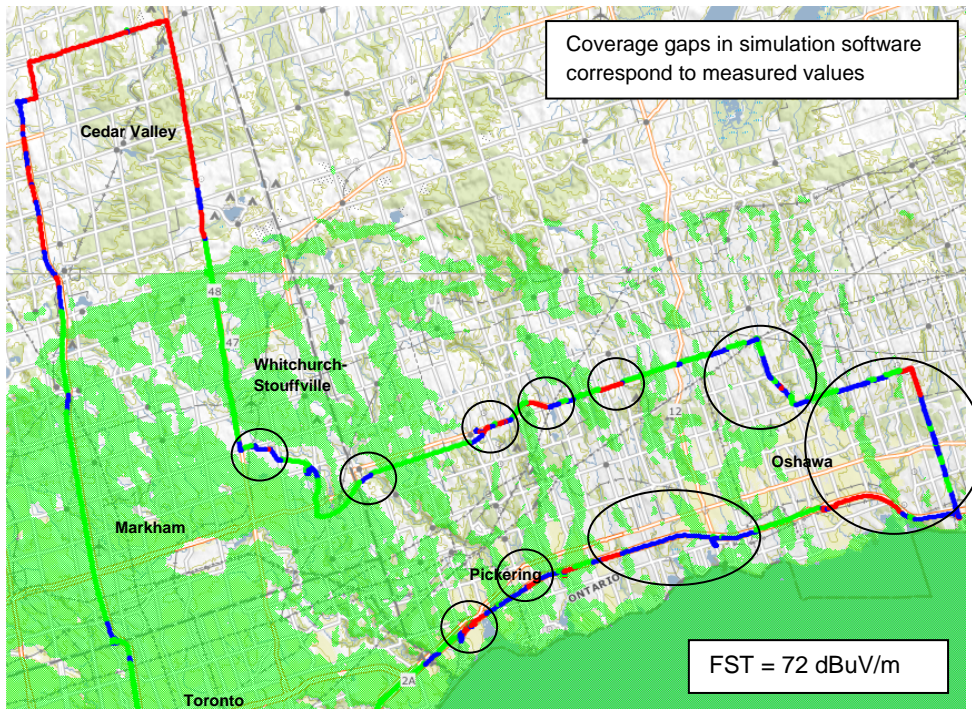 Coverage gaps in simulation software
correspond to measured values
Cedar Valley
48
47
Whitchurch-
Stouffville
12
Oshawa
Markham
Pickering
ONTARIO
FST = 72 dBuV/m
2A
Toronto